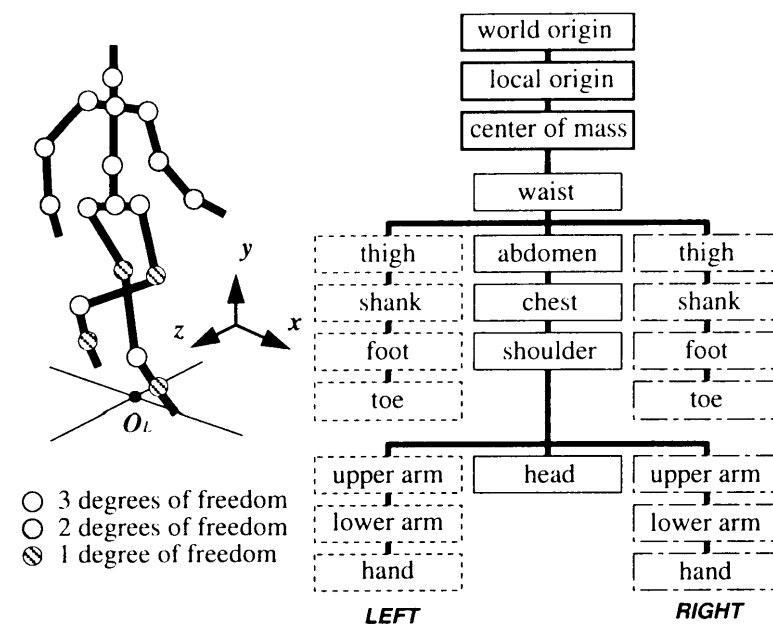 y
x
z
O_L
3 degrees of freedom
2 degrees of freedom
1 degree of freedom
world origin
local origin
center of mass
waist
thigh abdomen thigh
shank chest shank
foot shoulder foot
toe toe
upper arm head upper arm
lower arm lower arm
hand hand
LEFT RIGHT